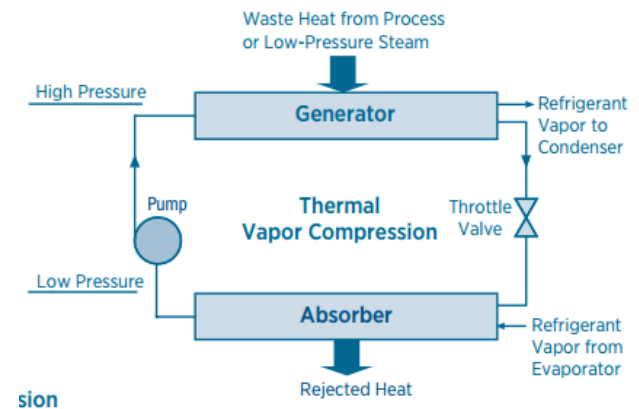 Waste Heat from Process
or Low-Pressure Steam
High Pressure
Generator
Refrigerant
Vapor to
Condenser
Pump
Thermal
Vapor Compression
Throttle
Valve
Low Pressure
Absorber
Refrigerant
Vapor from
Evaporator
Rejected Heat
sion